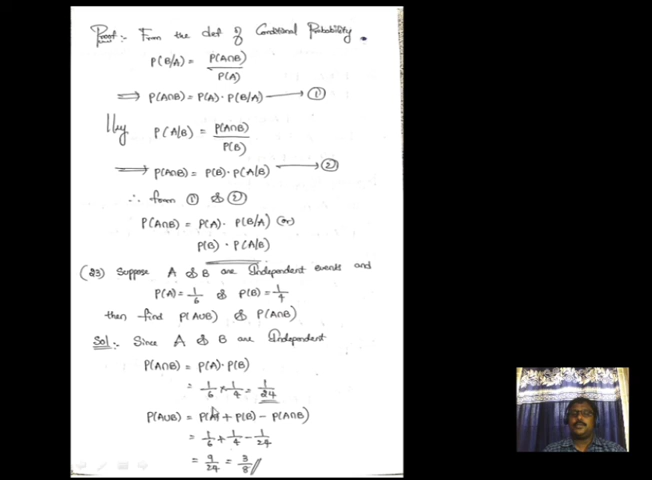 Proof:- From the def of Conditional Probability.
P(B/A) = P(A∩B) / P(A)
⟹ P(A∩B) = P(A) · P(B/A) ⟶ ①
lly P(A/B) = P(A∩B) / P(B)
⟹ P(A∩B) = P(B) · P(A/B) ⟶ ②
∴ from ① & ②
P(A∩B) = P(A) · P(B/A) (or)
P(B) · P(A/B)
(23) Suppose A & B are Independent events and
P(A) = 1/6 & P(B) = 1/4
then find P(A∪B) & P(A∩B)
Sol:- Since A & B are Independent
P(A∩B) = P(A) · P(B)
= 1/6 × 1/4 = 1/24
P(A∪B) = P(A) + P(B) - P(A∩B)
= 1/6 + 1/4 - 1/24
= 9/24 = 3/8 //